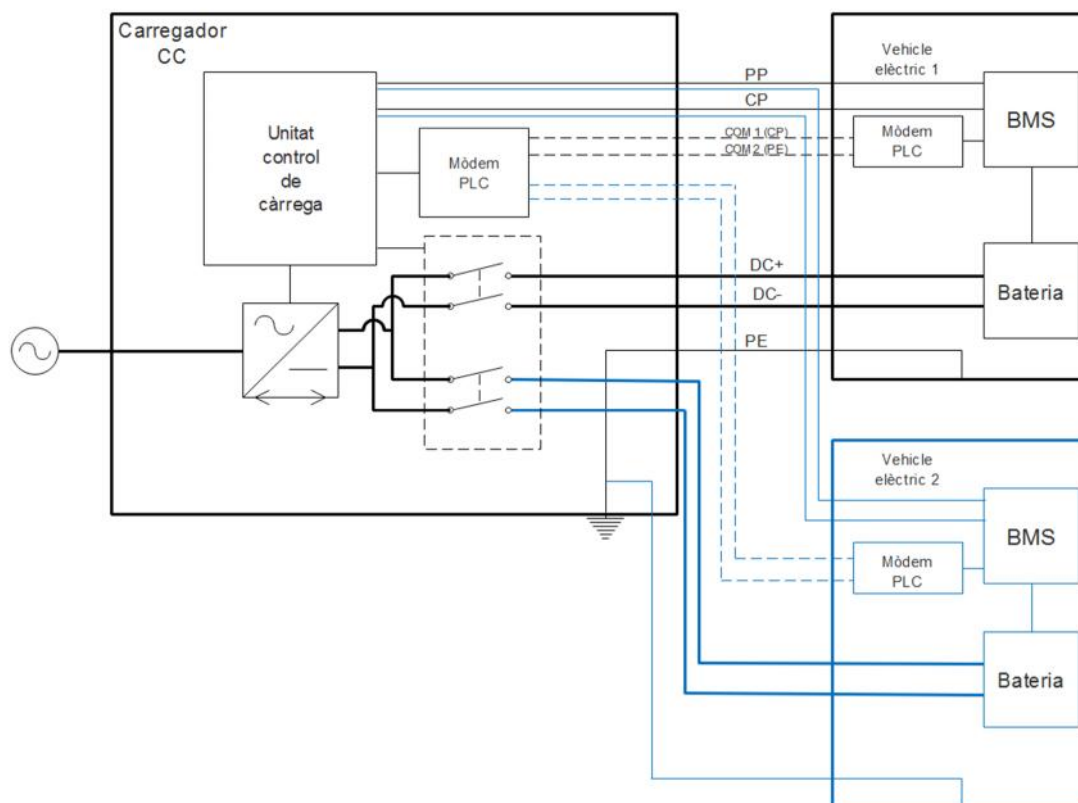 Carregador
CC
Unitat
control
de
càrrega
Mòdem
PLC
PP
CP
COM 1 (CP)
COM 2 (PE)
DC+
DC-
PE
Vehicle
elèctric 1
Mòdem
PLC
BMS
Bateria
Vehicle
elèctric 2
BMS
Mòdem
PLC
Bateria